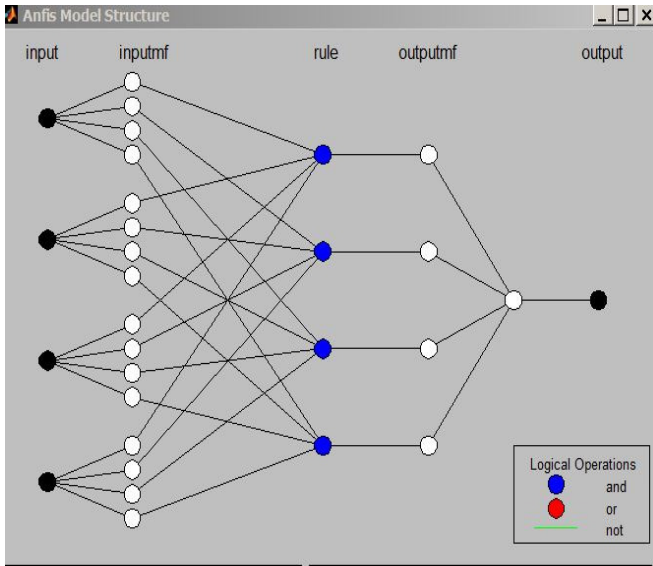 Anfis Model Structure
input inputmf rule outputmf output
Logical Operations
and
or
not